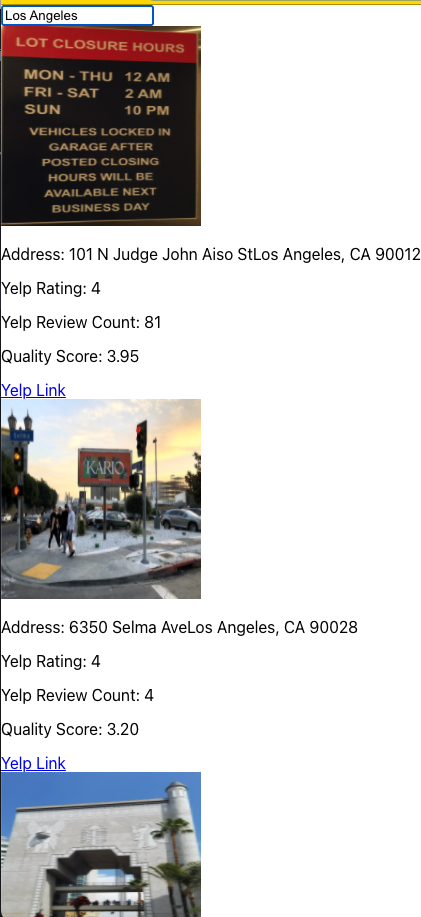 Los Angeles
LOT CLOSURE HOURS
MON - THU 12 AM
FRI - SAT 2 AM
SUN 10 PM
VEHICLES LOCKED IN
GARAGE AFTER
POSTED CLOSING
HOURS WILL BE
AVAILABLE NEXT
BUSINESS DAY
Address: 101 N Judge John Aiso StLos Angeles, CA 90012
Yelp Rating: 4
Yelp Review Count: 81
Quality Score: 3.95
Yelp Link
Selma
KARIO
Address: 6350 Selma AveLos Angeles, CA 90028
Yelp Rating: 4
Yelp Review Count: 4
Quality Score: 3.20
Yelp Link